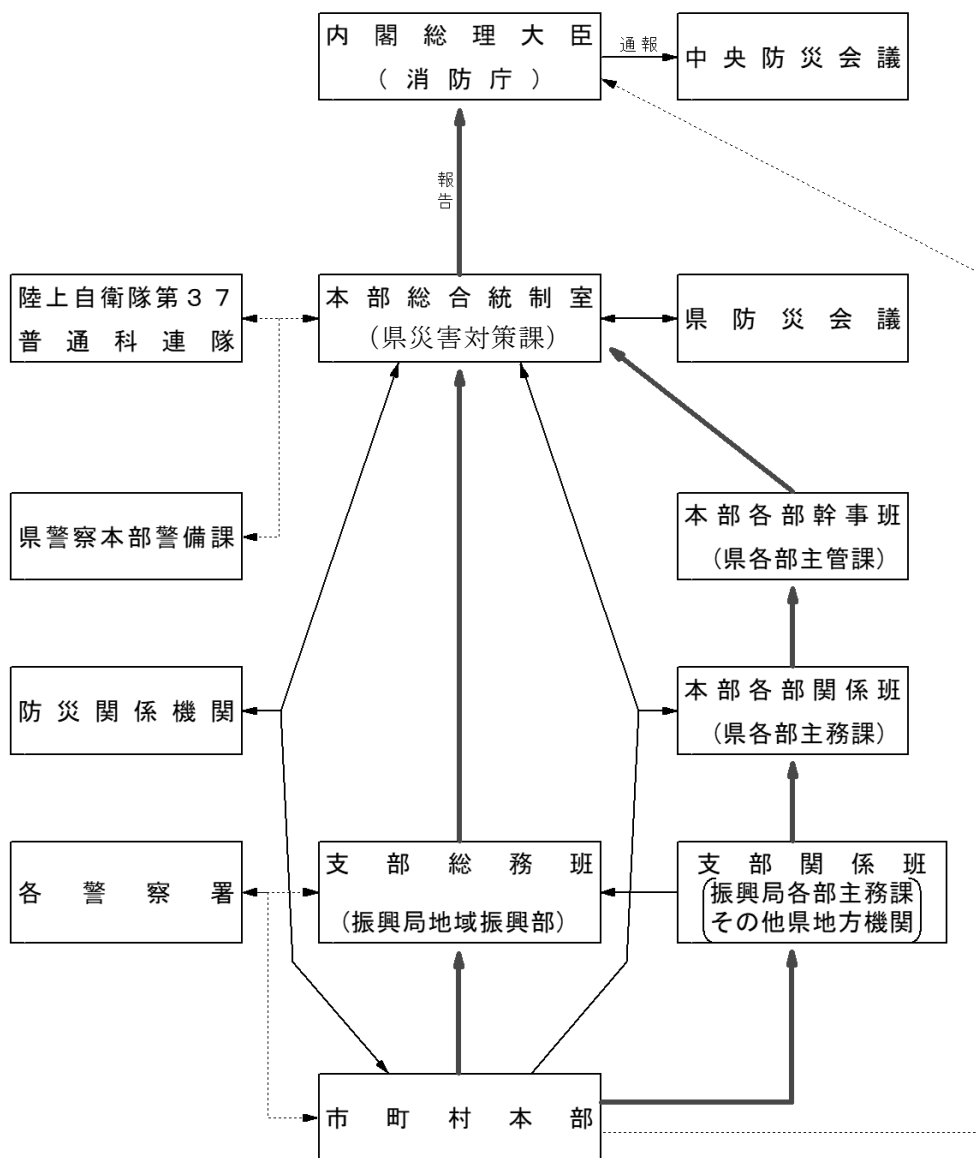 内閣総理大臣
(消防庁)
通報
中央防災会議
報告
陸上自衛隊第37
普通科連隊
本部総合統制室
(県災害対策課)
県防災会議
県警察本部警備課
本部各部幹事班
(県各部主管課)
防災関係機関
本部各部関係班
(県各部主務課)
各警察署
支部総務班
(振興局地域振興部)
支部関係班
(振興局各部主務課
その他県地方機関)
市町村本部